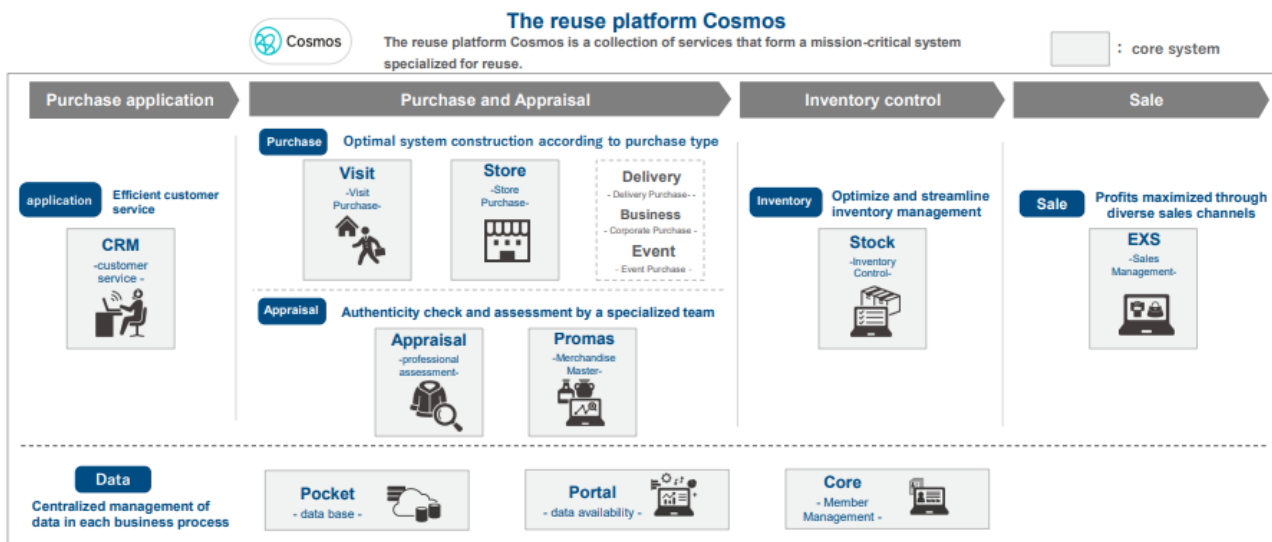 The reuse platform Cosmos
Cosmos
The reuse platform Cosmos is a collection of services that form a mission-critical system
specialized for reuse.
: core system
Purchase application
Purchase and Appraisal
Inventory control
Sale
application
Efficient customer
service
CRM
-customer
service -
Purchase
Optimal system construction according to purchase type
Visit
-Visit
Purchase-
Store
-Store
Purchase-
Delivery
- Delivery Purchase- -
Business
- Corporate Purchase -
Event
- Event Purchase -
Appraisal
Authenticity check and assessment by a specialized team
Appraisal
-professional
assessment-
Promas
-Merchandise
Master-
Inventory
Optimize and streamline
inventory management
Stock
-Inventory
Control-
Sale
Profits maximized through
diverse sales channels
EXS
-Sales
Management-
Data
Centralized management of
data in each business process
Pocket
- data base -
Portal
- data availability -
Core
- Member
Management -